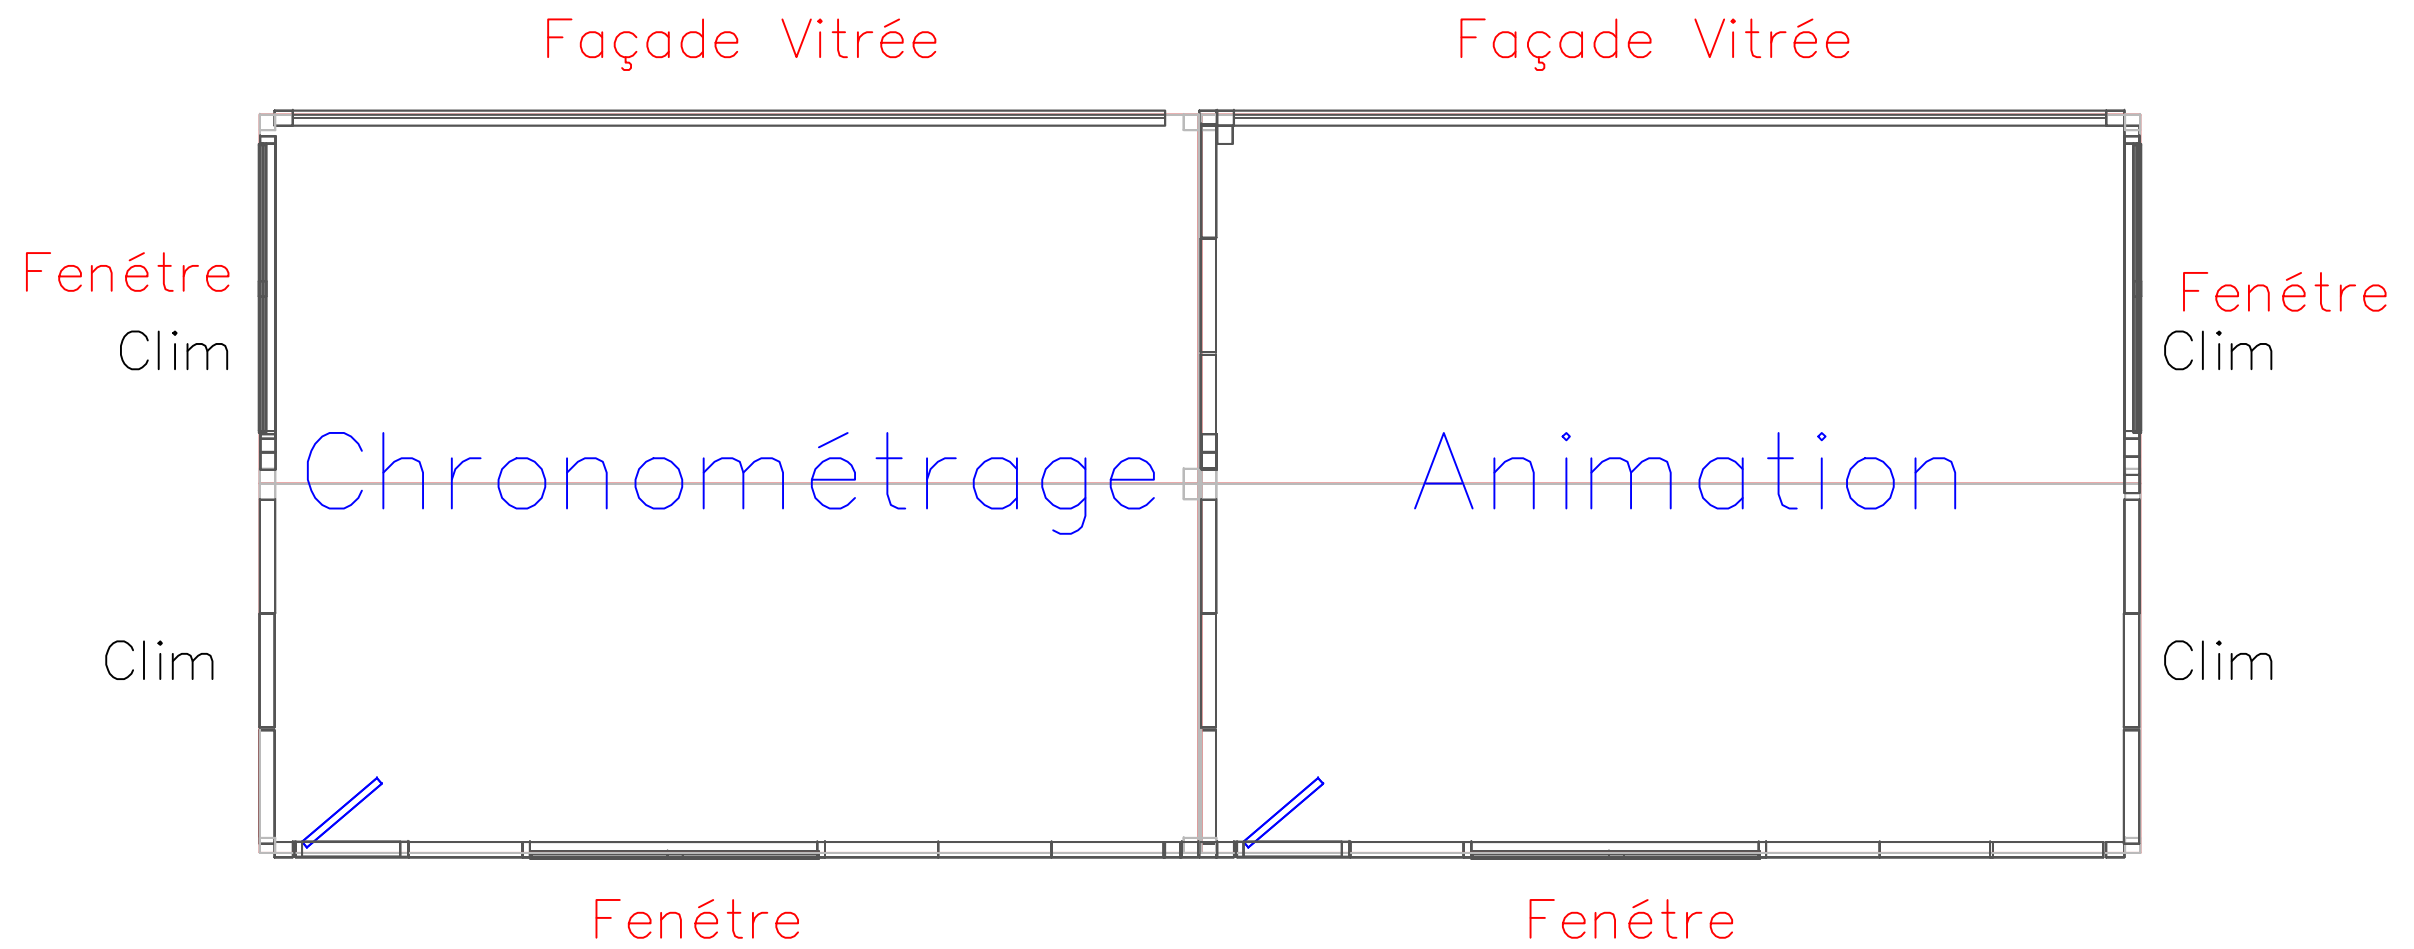 Façade Vitrée
Façade Vitrée
Fenétre
Clim
Fenétre
Clim
Chronométrage
Animation
Clim
Clim
Fenétre
Fenétre